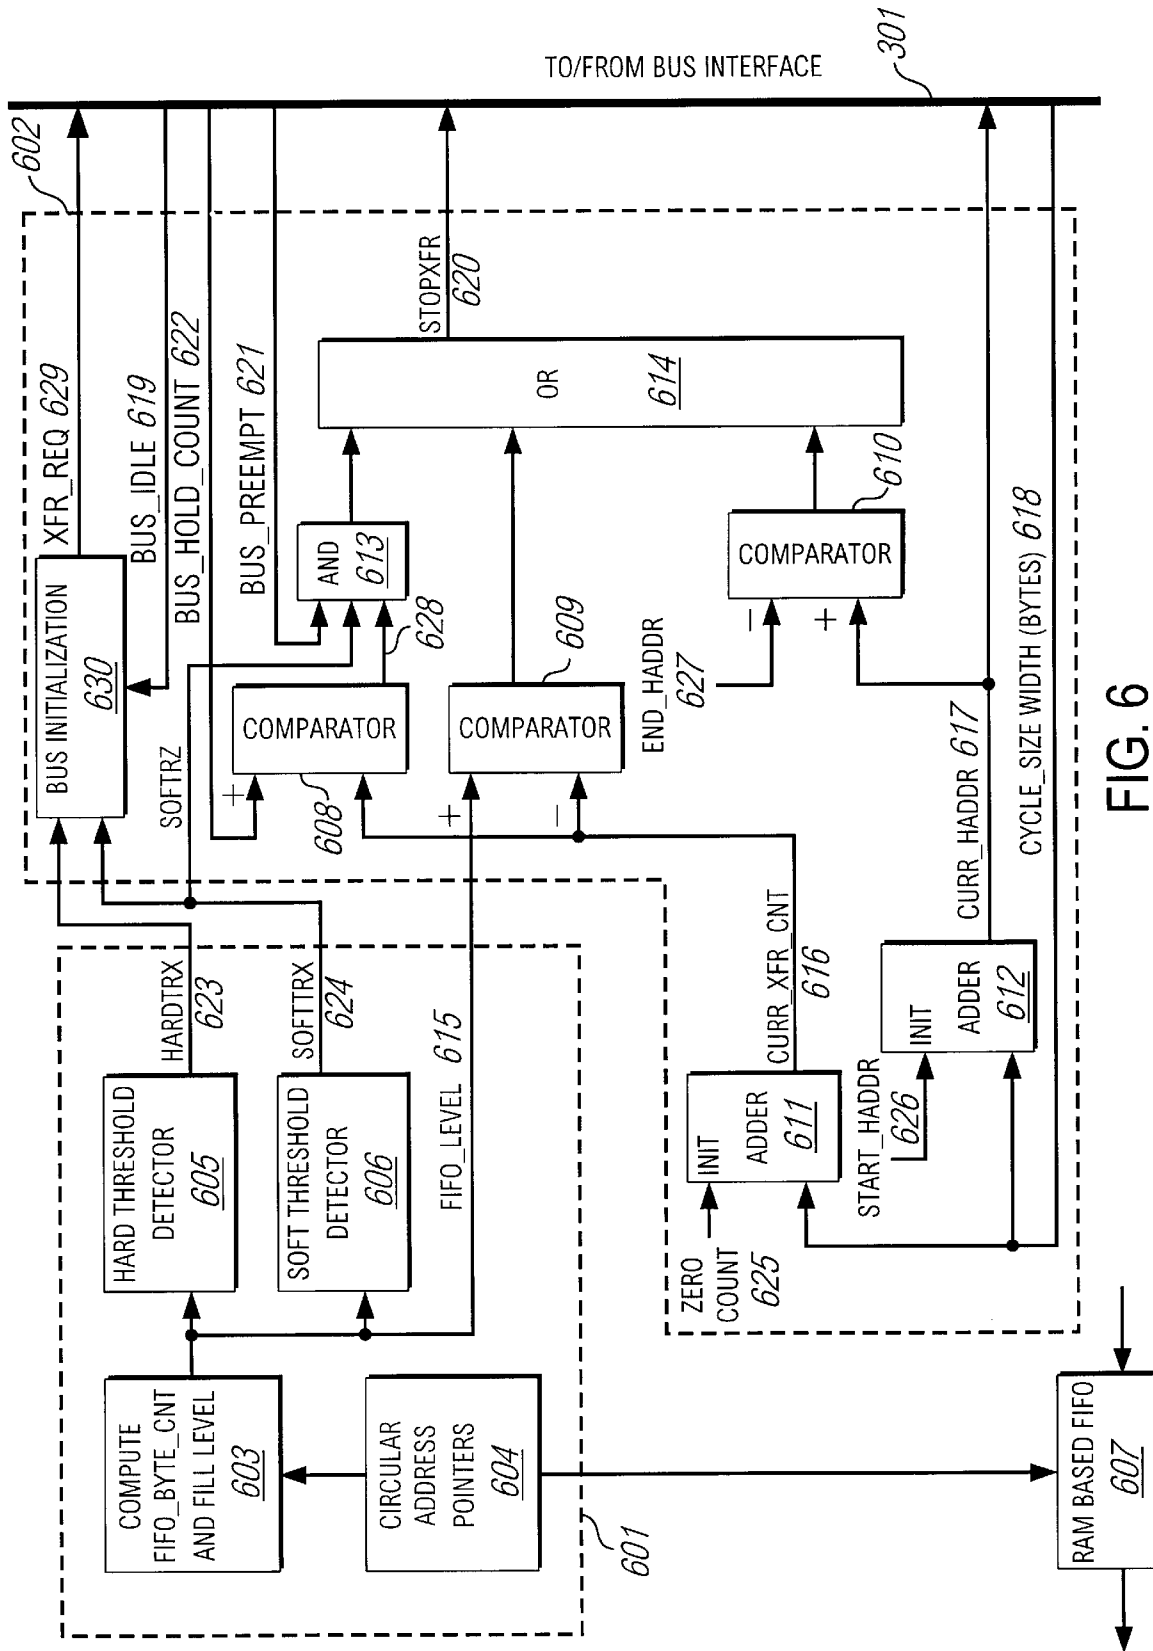 COMPUTE
FIFO_BYTE_CNT
AND FILL LEVEL
603
CIRCULAR
ADDRESS
POINTERS
604
601
HARD THRESHOLD
DETECTOR
605
SOFT THRESHOLD
DETECTOR
606
HARDTRX
623
SOFTTRX
624
FIFO_LEVEL 615
602
BUS INITIALIZATION
630
XFR_REQ 629
BUS_IDLE 619
BUS_HOLD_COUNT 622
BUS_PREEMPT 621
SOFTRZ
+
COMPARATOR
608
628
AND
613
+
−
COMPARATOR
609
OR
614
STOPXFR
620
END_HADDR
627
−
+
COMPARATOR
610
ZERO
COUNT
625
INIT
ADDER
611
CURR_XFR_CNT
616
START_HADDR
626
INIT
ADDER
612
CURR_HADDR 617
CYCLE_SIZE WIDTH (BYTES) 618
TO/FROM BUS INTERFACE
301
RAM BASED FIFO
607
FIG. 6